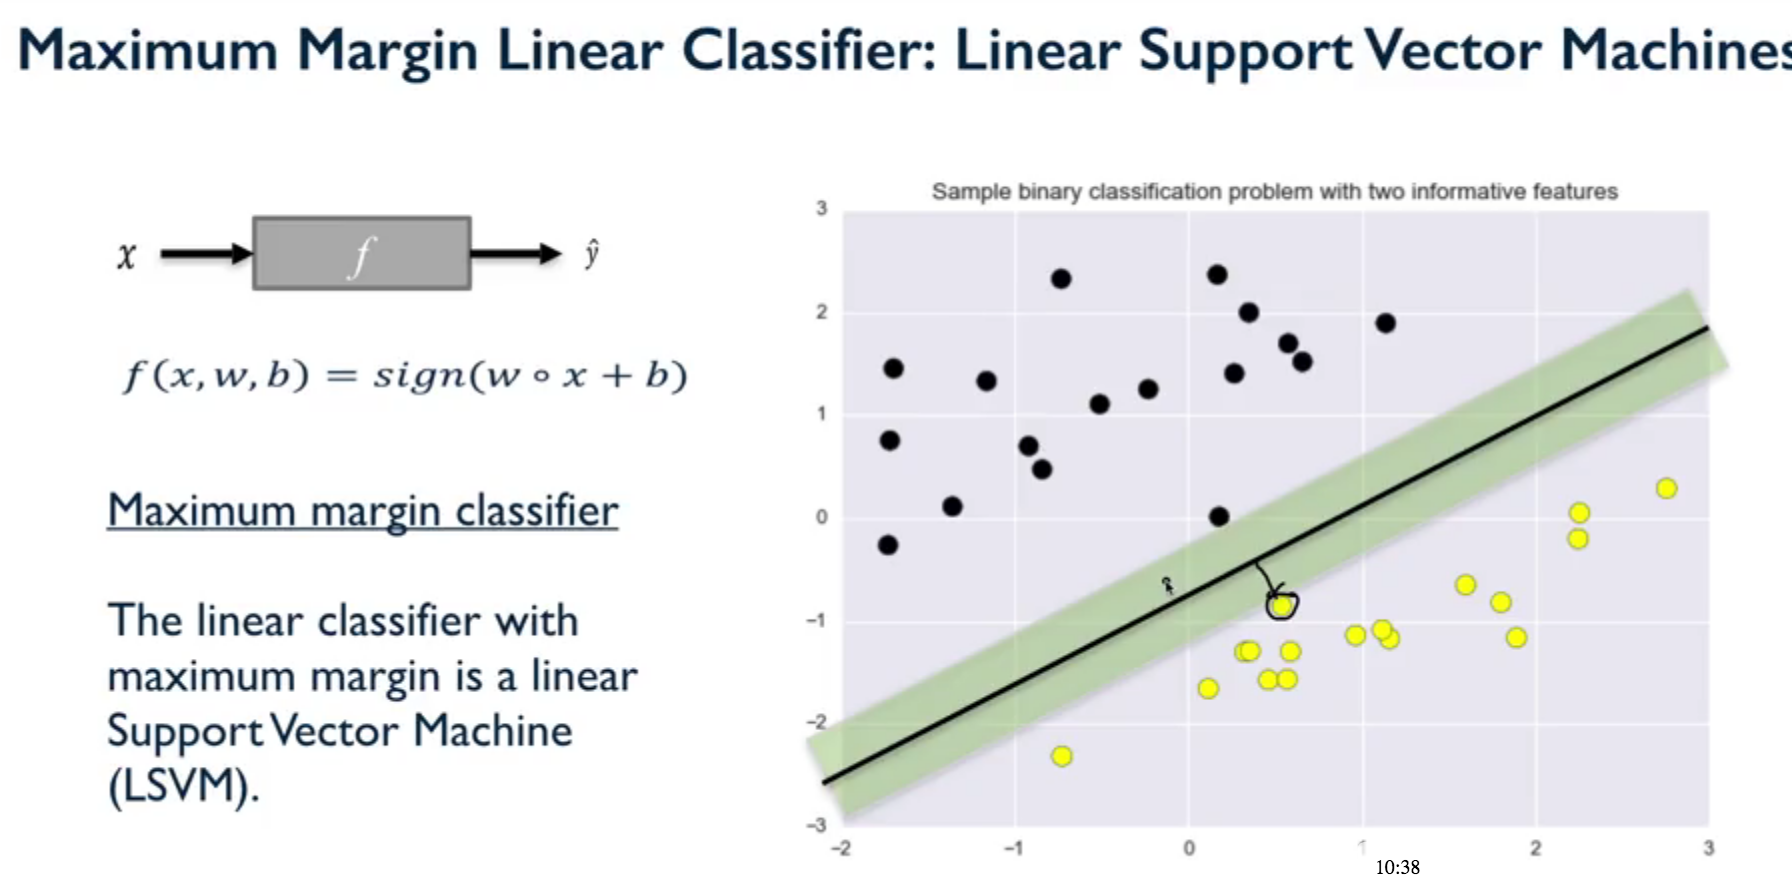 Maximum Margin Linear Classifier: Linear Support Vector Machines
x
f
ŷ
f(x, w, b) = sign(w ∘ x + b)
Maximum margin classifier
The linear classifier with
maximum margin is a linear
Support Vector Machine
(LSVM).
Sample binary classification problem with two informative features
3
2
1
0
−1
−2
−3
−2 −1 0 1 2 3
10:38